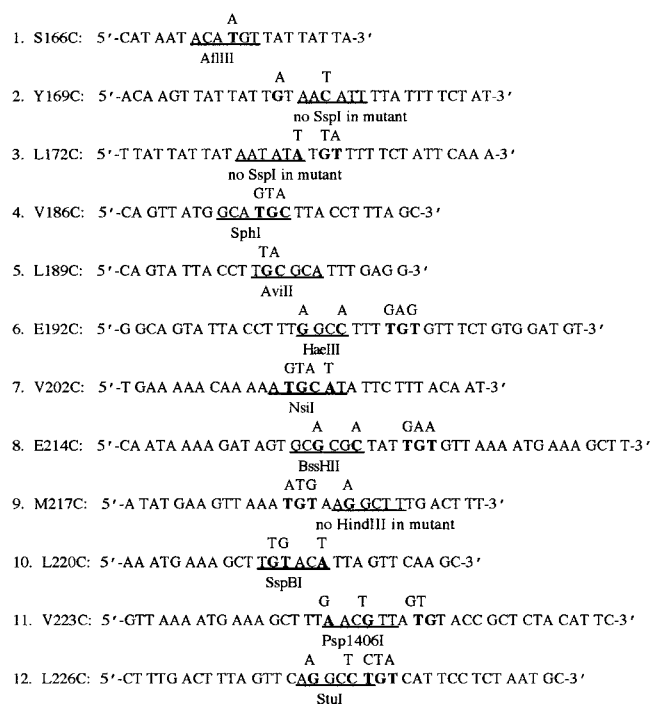 A
1. S166C: 5'-CAT AAT ACA TGT TAT TAT TA-3'
AflIII
A T
2. Y169C: 5'-ACA AGT TAT TAT TGT AAC ATT TTA TTT TCT AT-3'
no SspI in mutant
T TA
3. L172C: 5'-T TAT TAT TAT AAT ATA TGT TTT TCT ATT CAA A-3'
no SspI in mutant
GTA
4. V186C: 5'-CA GTT ATG GCA TGC TTA CCT TTA GC-3'
SphI
TA
5. L189C: 5'-CA GTA TTA CCT TGC GCA TTT GAG G-3'
AviII
A A GAG
6. E192C: 5'-G GCA GTA TTA CCT TTG GCC TTT TGT GTT TCT GTG GAT GT-3'
HaeIII
GTA T
7. V202C: 5'-T GAA AAA CAA AAA ATGCATA TTC TTT ACA AT-3'
NsiI
A A GAA
8. E214C: 5'-CA ATA AAA GAT AGT GCG CGC TAT TGT GTT AAA ATG AAA GCT T-3'
BssHII
ATG A
9. M217C: 5'-A TAT GAA GTT AAA TGT AAG GCT TTG ACT TT-3'
no HindIII in mutant
TG T
10. L220C: 5'-AA ATG AAA GCT TGT ACA TTA GTT CAA GC-3'
SspBI
G T GT
11. V223C: 5'-GTT AAA ATG AAA GCT TTA ACG TTA TGT ACC GCT CTA CAT TC-3'
Psp1406I
A T CTA
12. L226C: 5'-CT TTG ACT TTA GTT CAG GCC TGT CAT TCC TCT AAT GC-3'
StuI